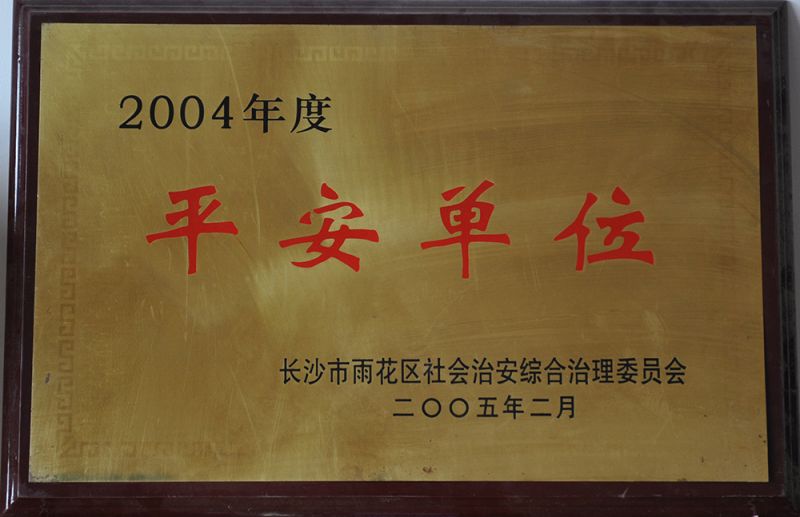 2004年度
平安单位
长沙市雨花区社会治安综合治理委员会
二〇〇五年二月